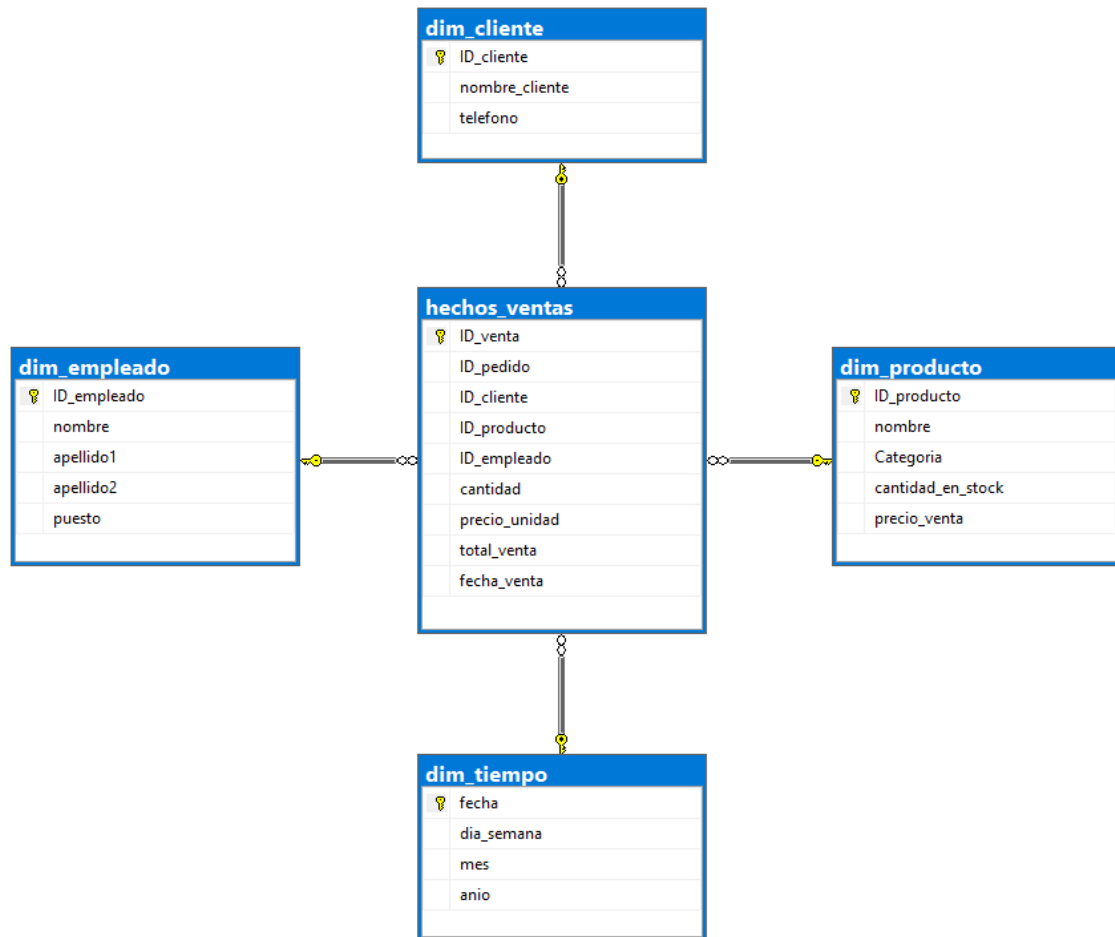 dim_cliente
ID_cliente
nombre_cliente
telefono
hechos_ventas
ID_venta
ID_pedido
ID_cliente
ID_producto
ID_empleado
cantidad
precio_unidad
total_venta
fecha_venta
dim_empleado
ID_empleado
nombre
apellido1
apellido2
puesto
dim_producto
ID_producto
nombre
Categoria
cantidad_en_stock
precio_venta
dim_tiempo
fecha
dia_semana
mes
anio